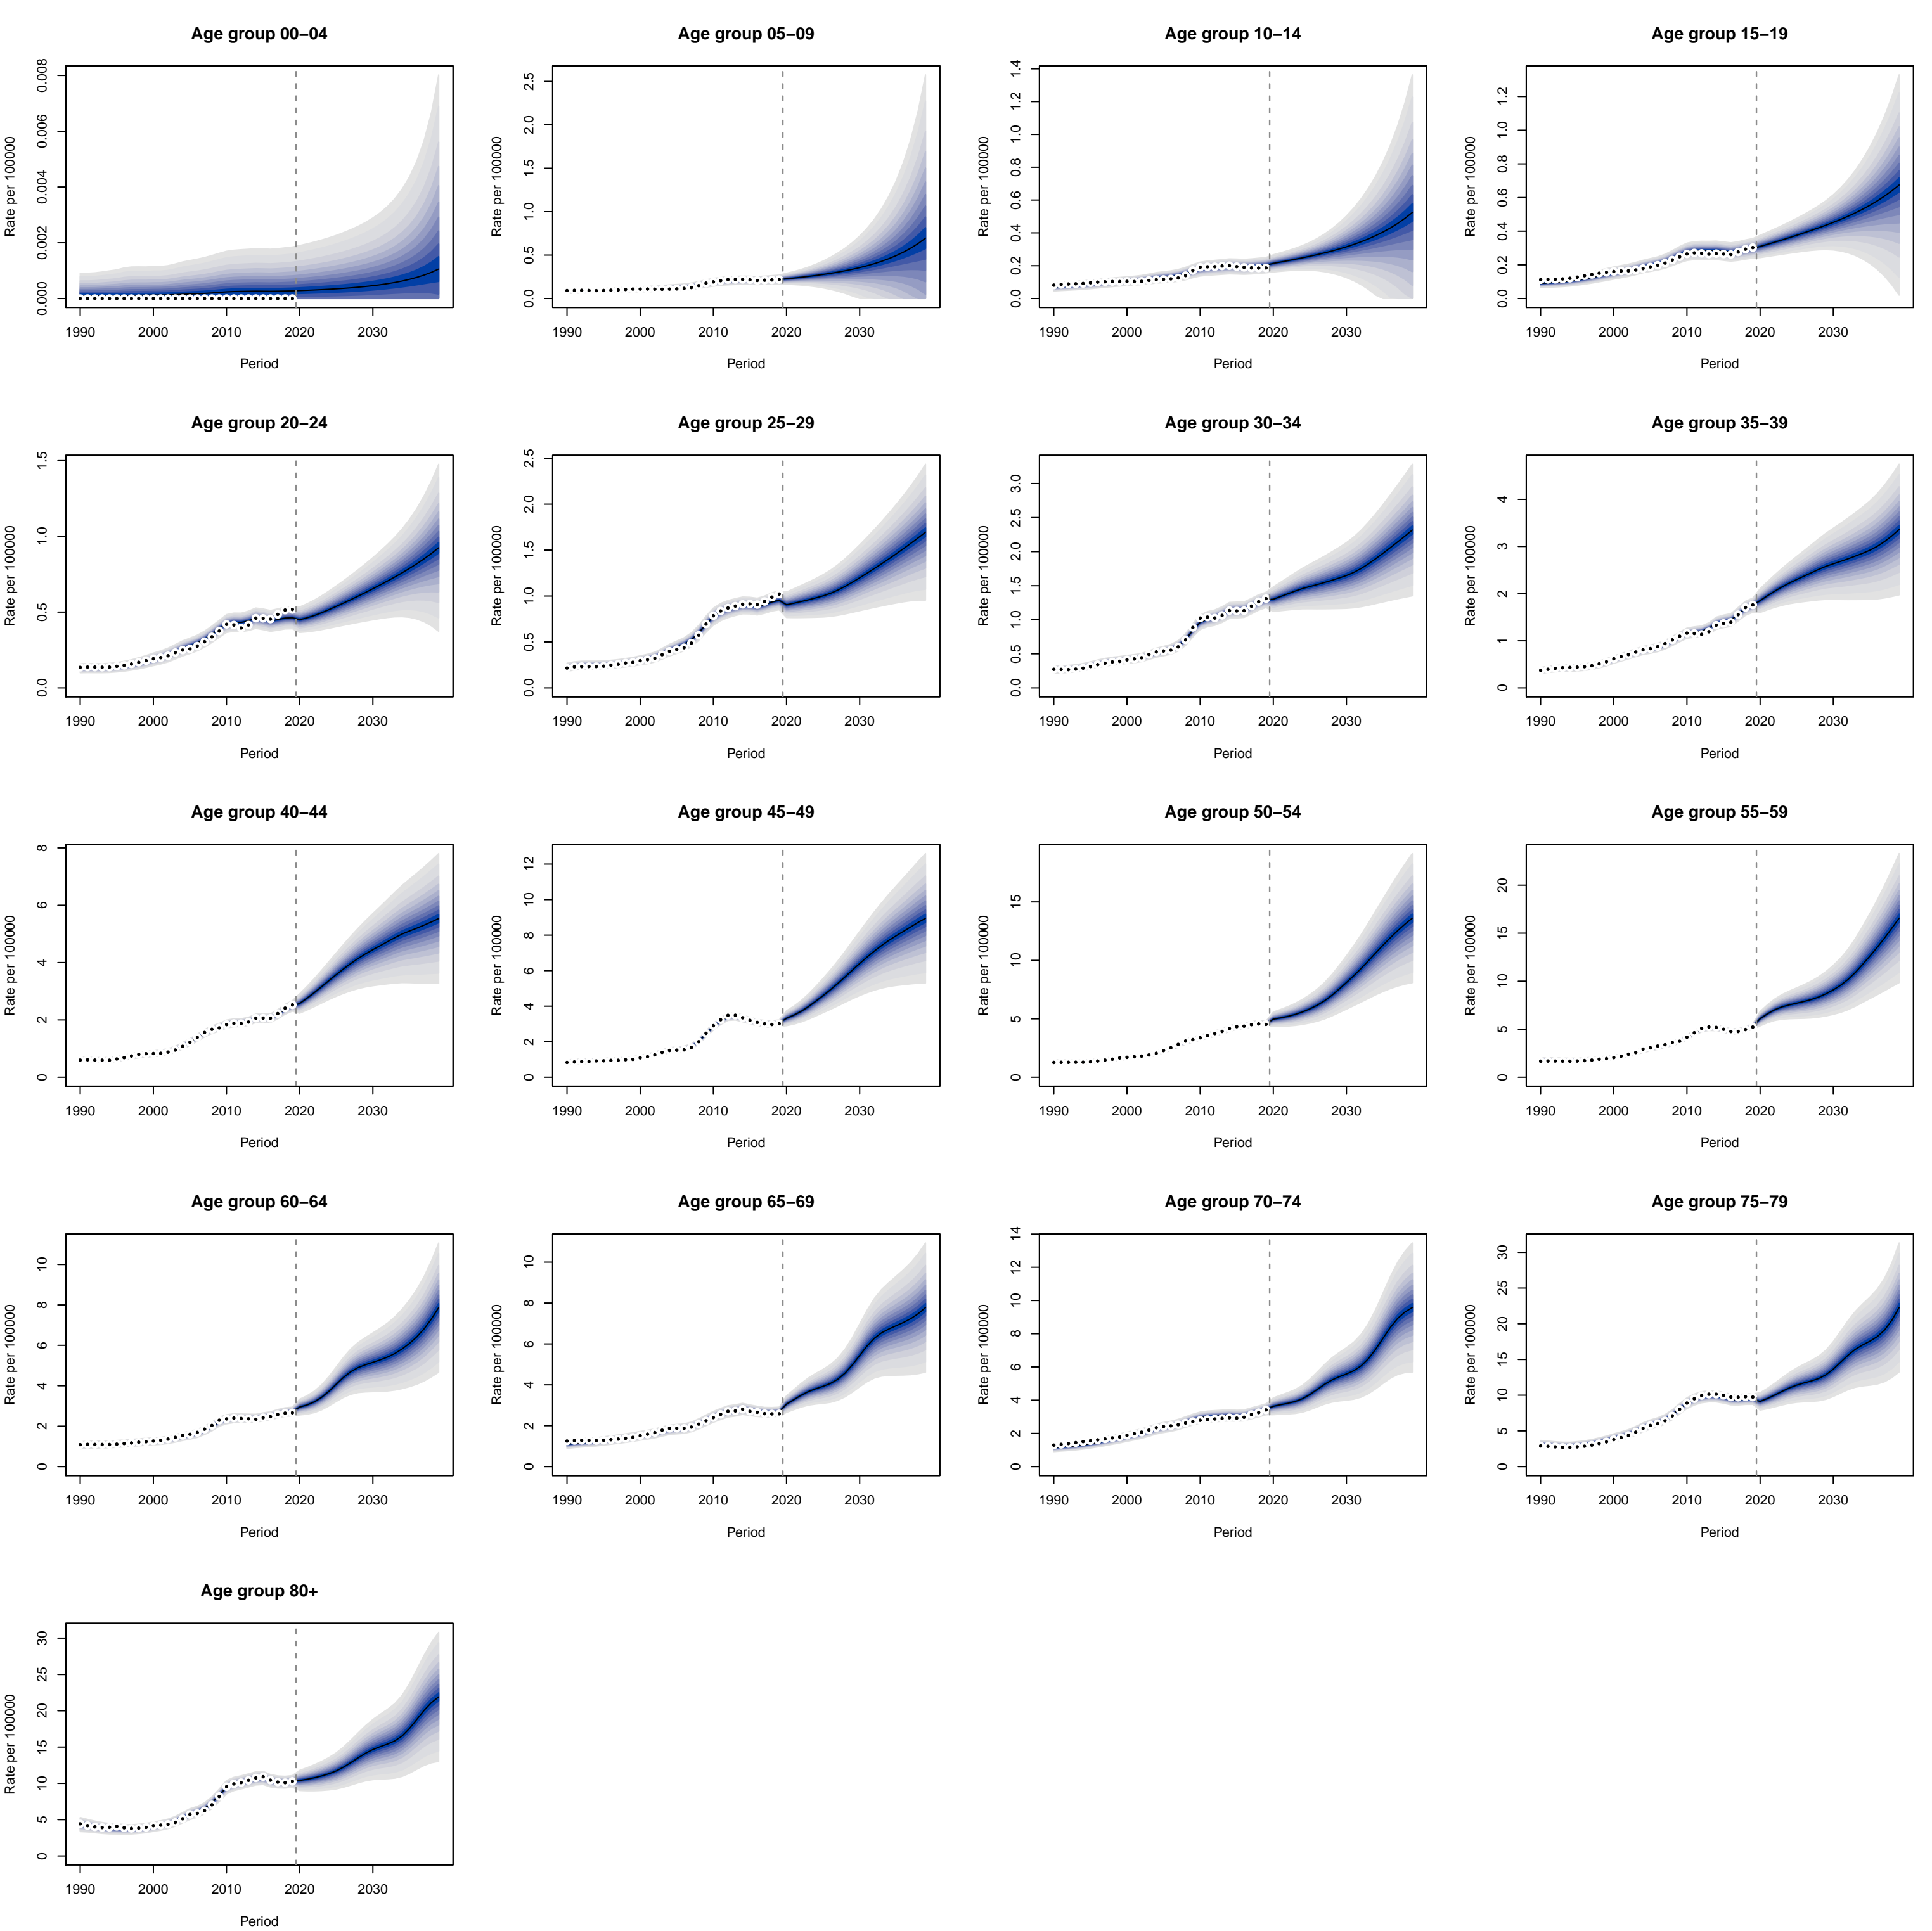 Age group 00–04
0.008
0.006
0.004
0.002
0.000
Rate per 100000
1990 2000 2010 2020 2030
Period
Age group 05–09
2.5
2.0
1.5
1.0
0.5
0.0
Rate per 100000
1990 2000 2010 2020 2030
Period
Age group 10–14
1.4
1.2
1.0
0.8
0.6
0.4
0.2
0.0
Rate per 100000
1990 2000 2010 2020 2030
Period
Age group 15–19
1.2
1.0
0.8
0.6
0.4
0.2
0.0
Rate per 100000
1990 2000 2010 2020 2030
Period
Age group 20–24
1.5
1.0
0.5
0.0
Rate per 100000
1990 2000 2010 2020 2030
Period
Age group 25–29
2.5
2.0
1.5
1.0
0.5
0.0
Rate per 100000
1990 2000 2010 2020 2030
Period
Age group 30–34
3.0
2.5
2.0
1.5
1.0
0.5
0.0
Rate per 100000
1990 2000 2010 2020 2030
Period
Age group 35–39
4
3
2
1
0
Rate per 100000
1990 2000 2010 2020 2030
Period
Age group 40–44
8
6
4
2
0
Rate per 100000
1990 2000 2010 2020 2030
Period
Age group 45–49
12
10
8
6
4
2
0
Rate per 100000
1990 2000 2010 2020 2030
Period
Age group 50–54
15
10
5
0
Rate per 100000
1990 2000 2010 2020 2030
Period
Age group 55–59
20
15
10
5
0
Rate per 100000
1990 2000 2010 2020 2030
Period
Age group 60–64
10
8
6
4
2
0
Rate per 100000
1990 2000 2010 2020 2030
Period
Age group 65–69
10
8
6
4
2
0
Rate per 100000
1990 2000 2010 2020 2030
Period
Age group 70–74
14
12
10
8
6
4
2
0
Rate per 100000
1990 2000 2010 2020 2030
Period
Age group 75–79
30
25
20
15
10
5
0
Rate per 100000
1990 2000 2010 2020 2030
Period
Age group 80+
30
25
20
15
10
5
0
Rate per 100000
1990 2000 2010 2020 2030
Period